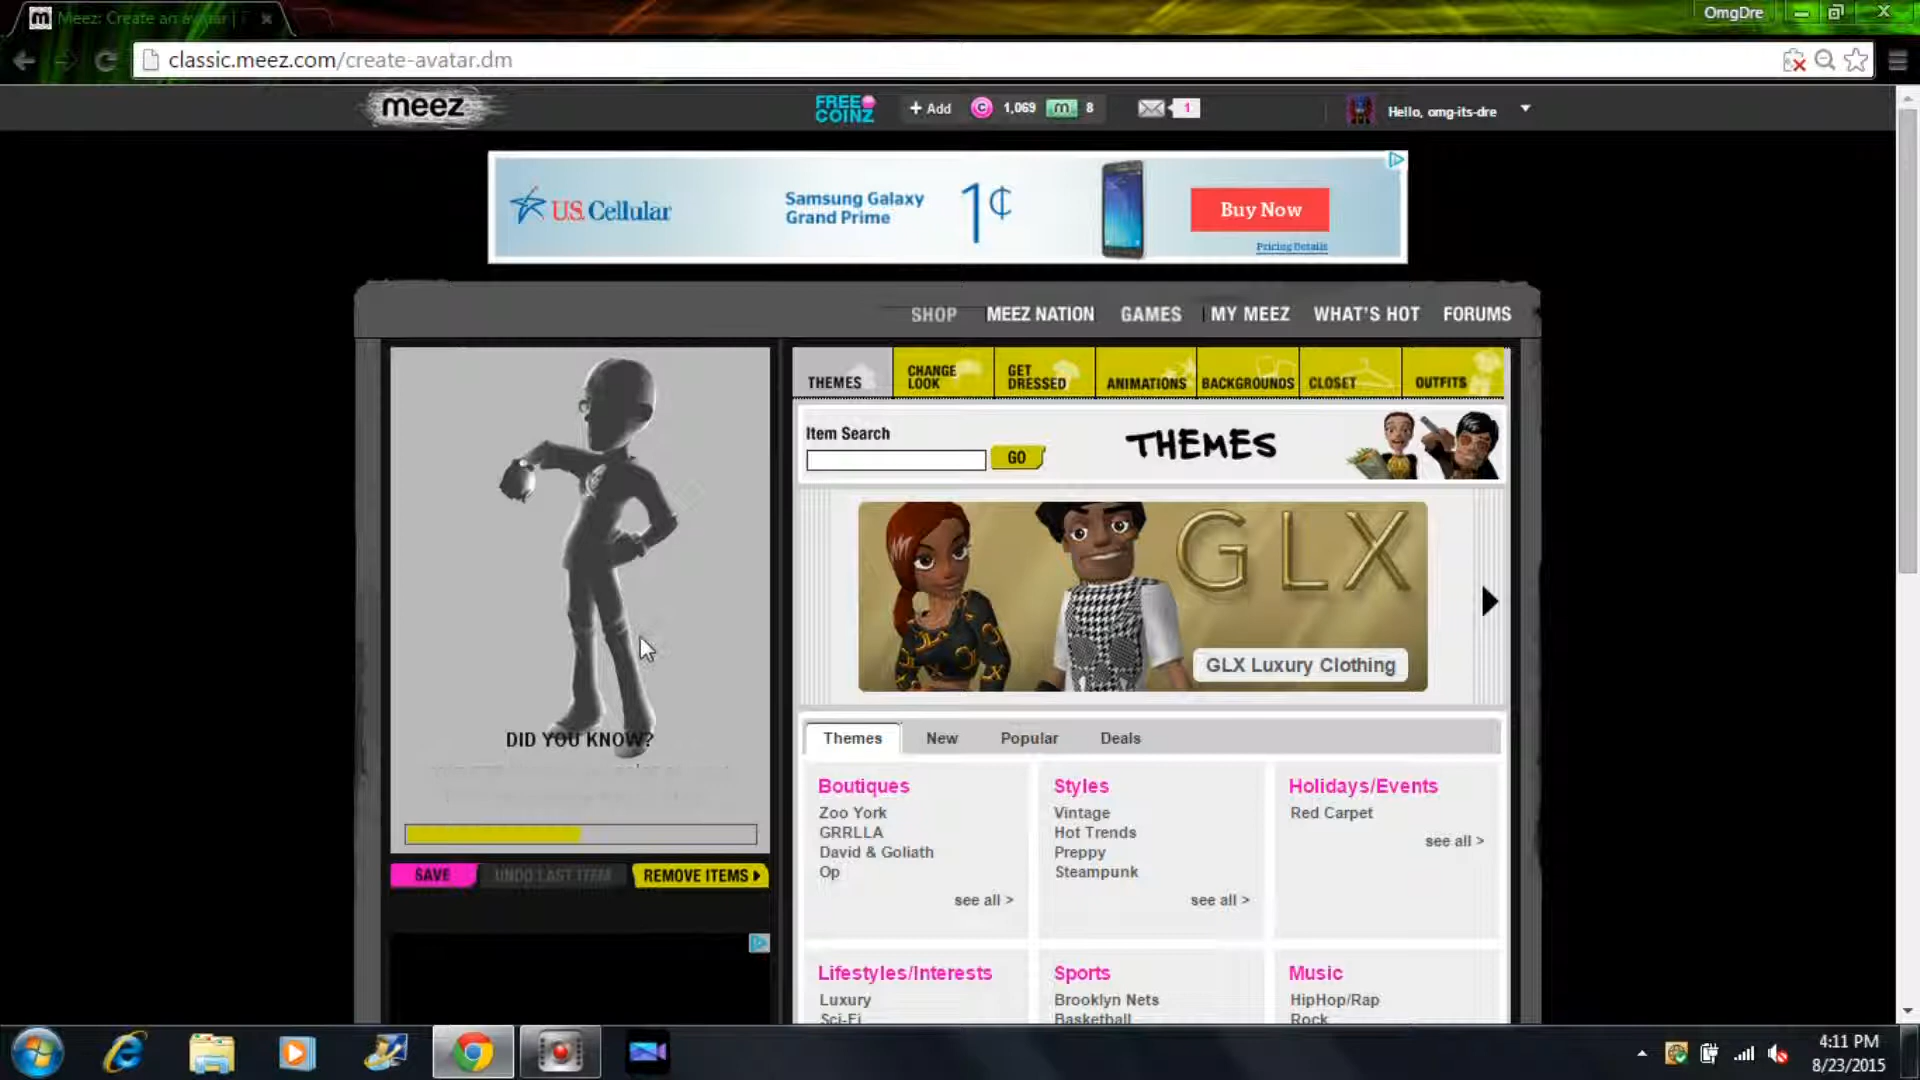 Meez: Create an avatar | F
OmgDre
classic.meez.com/create-avatar.dm
meez
FREE
COINZ
+ Add
C
1,069
m
8
1
Hello, omg-its-dre
U.S. Cellular
Samsung Galaxy
Grand Prime
1¢
Buy Now
Pricing Details
SHOP
MEEZ NATION
GAMES
MY MEEZ
WHAT'S HOT
FORUMS
THEMES
CHANGE
LOOK
GET
DRESSED
ANIMATIONS
BACKGROUNDS
CLOSET
OUTFITS
Item Search
GO
THEMES
GLX
GLX Luxury Clothing
DID YOU KNOW?
SAVE
UNDO LAST ITEM
REMOVE ITEMS
Themes
New
Popular
Deals
Boutiques
Zoo York
GRRLLA
David & Goliath
Op
see all >
Styles
Vintage
Hot Trends
Preppy
Steampunk
see all >
Holidays/Events
Red Carpet
see all >
Lifestyles/Interests
Luxury
Sci-Fi
Sports
Brooklyn Nets
Basketball
Music
HipHop/Rap
Rock
4:11 PM
8/23/2015